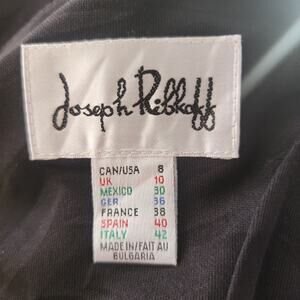 Joseph Ribkoff
CAN/USA 8
UK 10
MEXICO 30
GER 36
FRANCE 38
SPAIN 40
ITALY 42
MADE IN/FAIT AU
BULGARIA